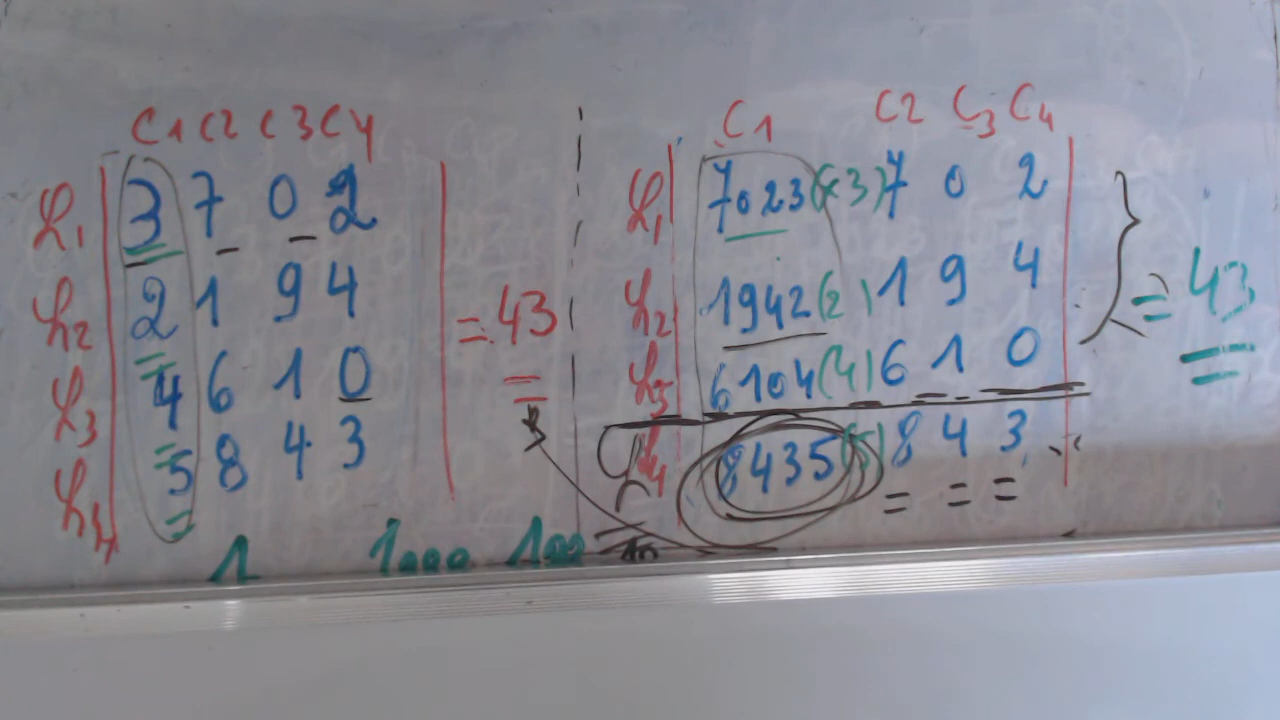 C1 C2 C3 C4 C1 C2 C3 C4
L1 3 7 0 2 L1 7023(×3) 7 0 2
L2 2 1 9 4 = 43 L2 1942(2) 1 9 4 = 43
L3 4 6 1 0 L3 6104(4) 6 1 0
L4 5 8 4 3 L4 8435(5) 8 4 3
1 1000 100 10